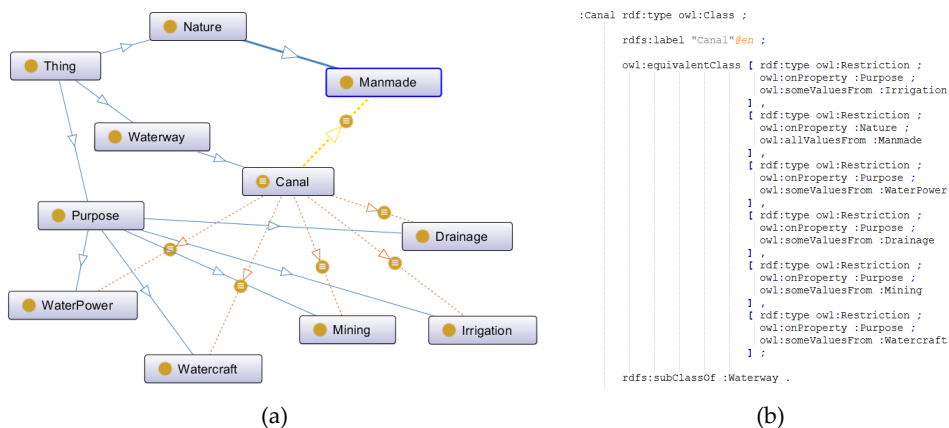 Nature
Thing
Manmade
Waterway
Canal
Purpose
Drainage
WaterPower
Mining
Irrigation
Watercraft
(a)
:Canal rdf:type owl:Class ;
rdfs:label "Canal"@en ;
owl:equivalentClass [ rdf:type owl:Restriction ;
owl:onProperty :Purpose ;
owl:someValuesFrom :Irrigation
] ,
[ rdf:type owl:Restriction ;
owl:onProperty :Nature ;
owl:allValuesFrom :Manmade
] ,
[ rdf:type owl:Restriction ;
owl:onProperty :Purpose ;
owl:someValuesFrom :WaterPower
] ,
[ rdf:type owl:Restriction ;
owl:onProperty :Purpose ;
owl:someValuesFrom :Drainage
] ,
[ rdf:type owl:Restriction ;
owl:onProperty :Purpose ;
owl:someValuesFrom :Mining
] ,
[ rdf:type owl:Restriction ;
owl:onProperty :Purpose ;
owl:someValuesFrom :Watercraft
] ;
rdfs:subClassOf :Waterway .
(b)